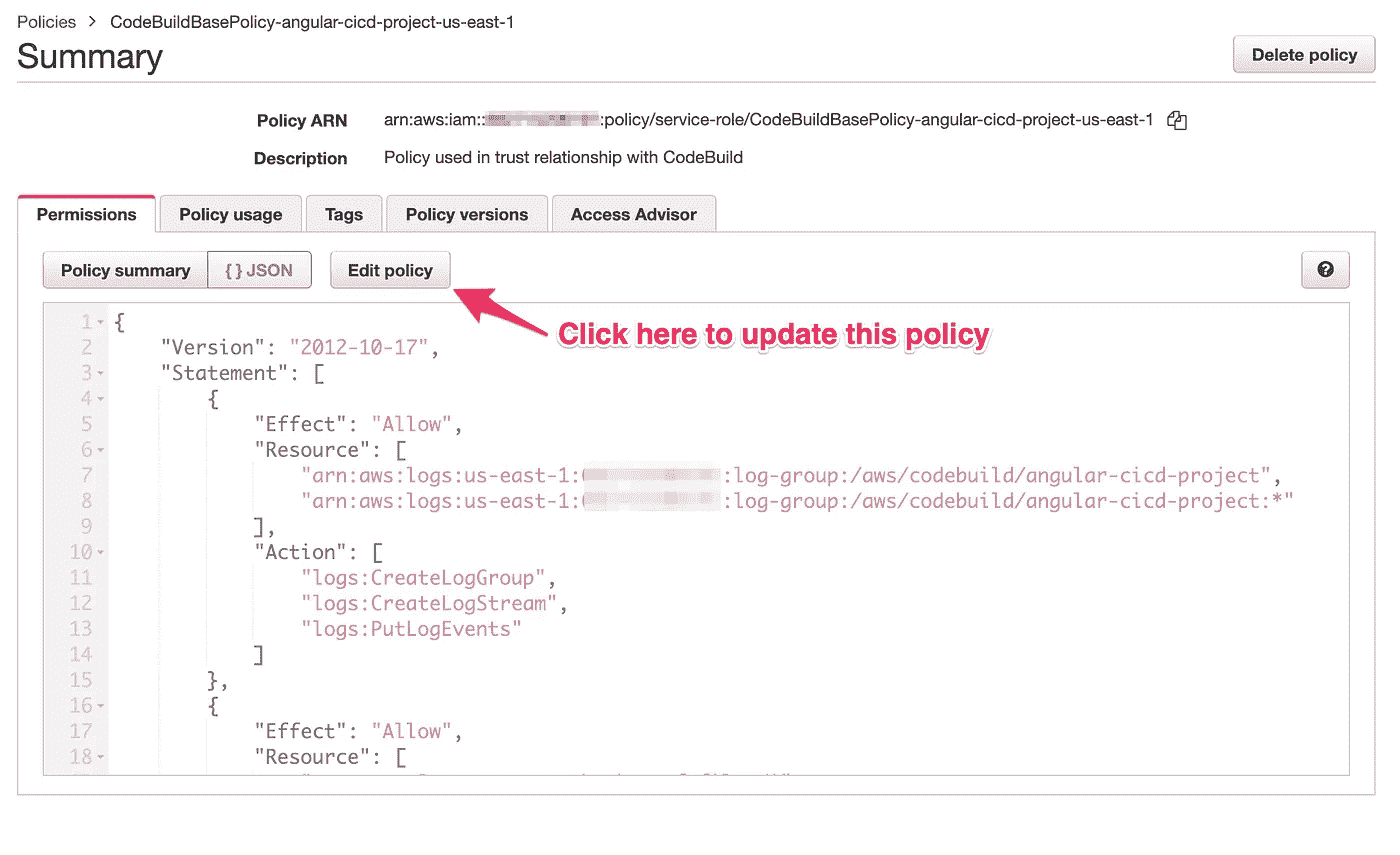 Policies > CodeBuildBasePolicy-angular-cicd-project-us-east-1
Summary
Delete policy
Policy ARN arn:aws:iam:: :policy/service-role/CodeBuildBasePolicy-angular-cicd-project-us-east-1
Description Policy used in trust relationship with CodeBuild
Permissions Policy usage Tags Policy versions Access Advisor
Policy summary {} JSON Edit policy ?
Click here to update this policy
1 {
2 "Version": "2012-10-17",
3 "Statement": [
4 {
5 "Effect": "Allow",
6 "Resource": [
7 "arn:aws:logs:us-east-1: :log-group:/aws/codebuild/angular-cicd-project",
8 "arn:aws:logs:us-east-1: :log-group:/aws/codebuild/angular-cicd-project:*"
9 ],
10 "Action": [
11 "logs:CreateLogGroup",
12 "logs:CreateLogStream",
13 "logs:PutLogEvents"
14 ]
15 },
16 {
17 "Effect": "Allow",
18 "Resource": [